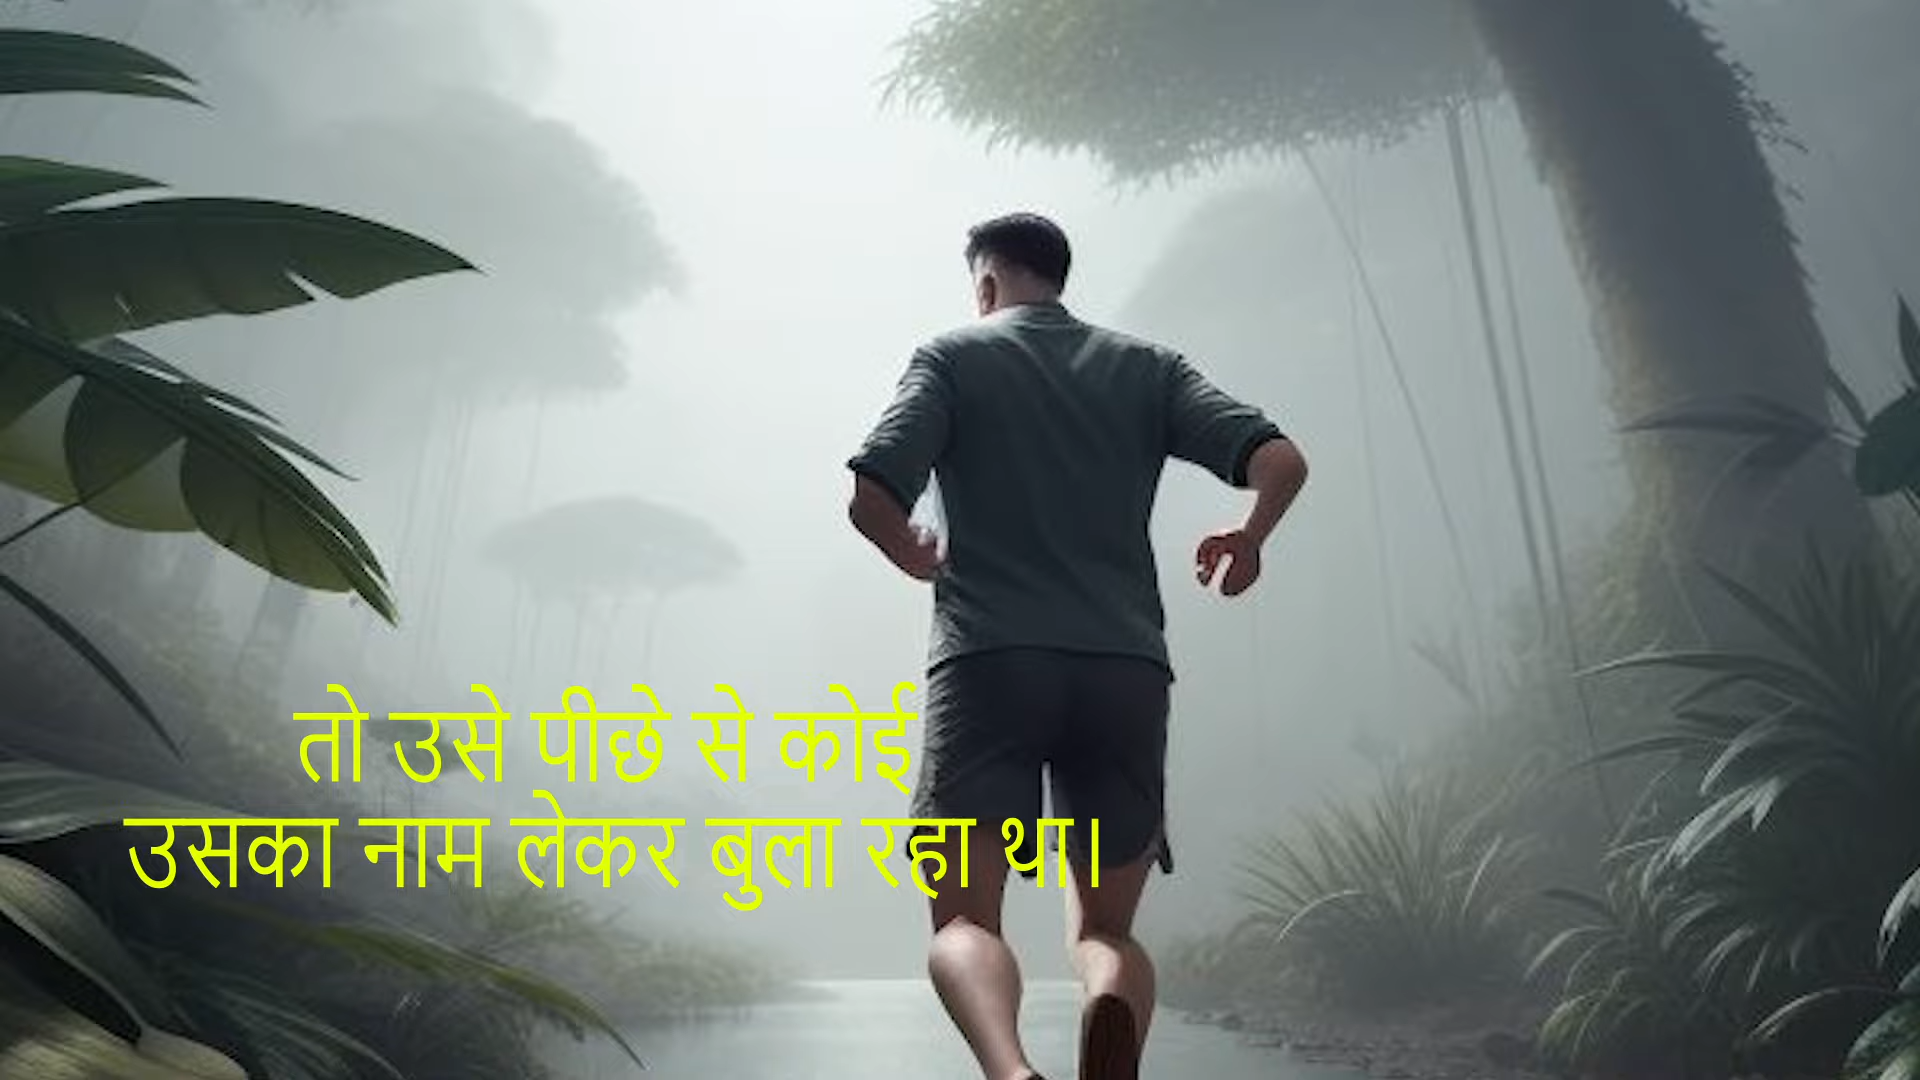 तो उसे पीछे से कोई
उसका नाम लेकर बुला रहा था।